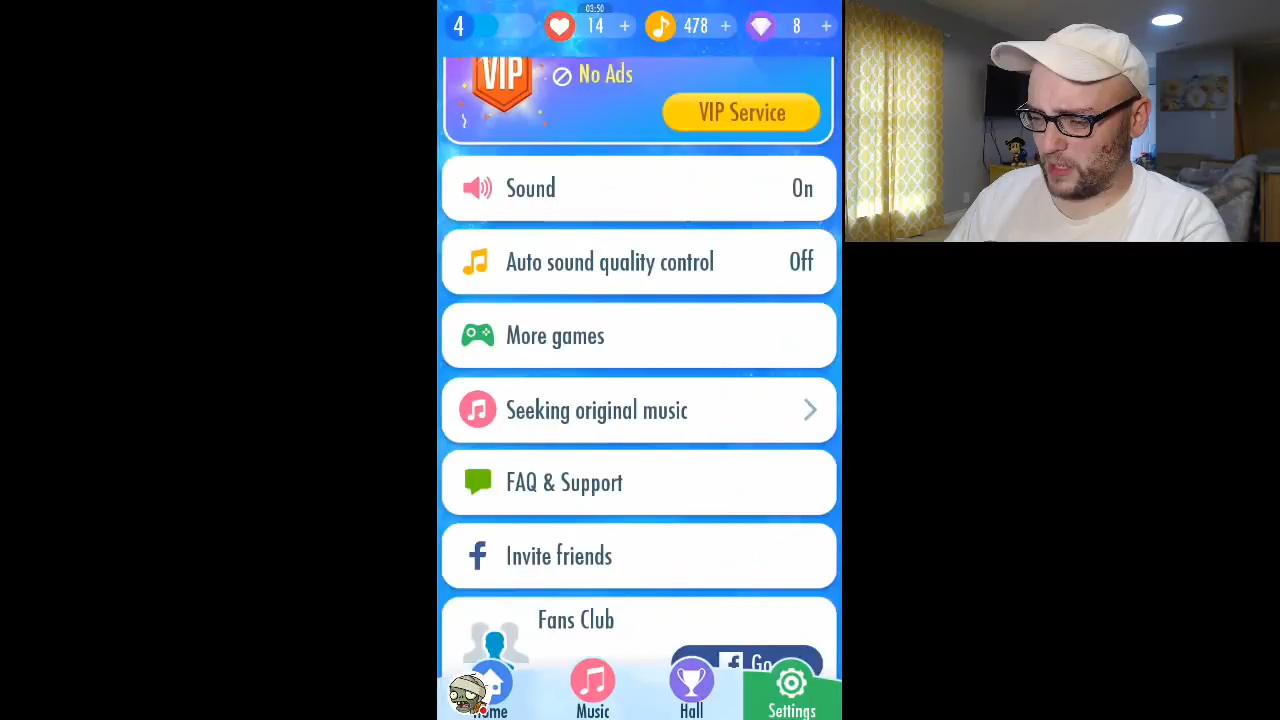 03:50
4 14 + 478 + 8 +
VIP
No Ads
VIP Service
Sound On
Auto sound quality control Off
More games
Seeking original music
FAQ & Support
f Invite friends
Fans Club
f Go
Home Music Hall Settings